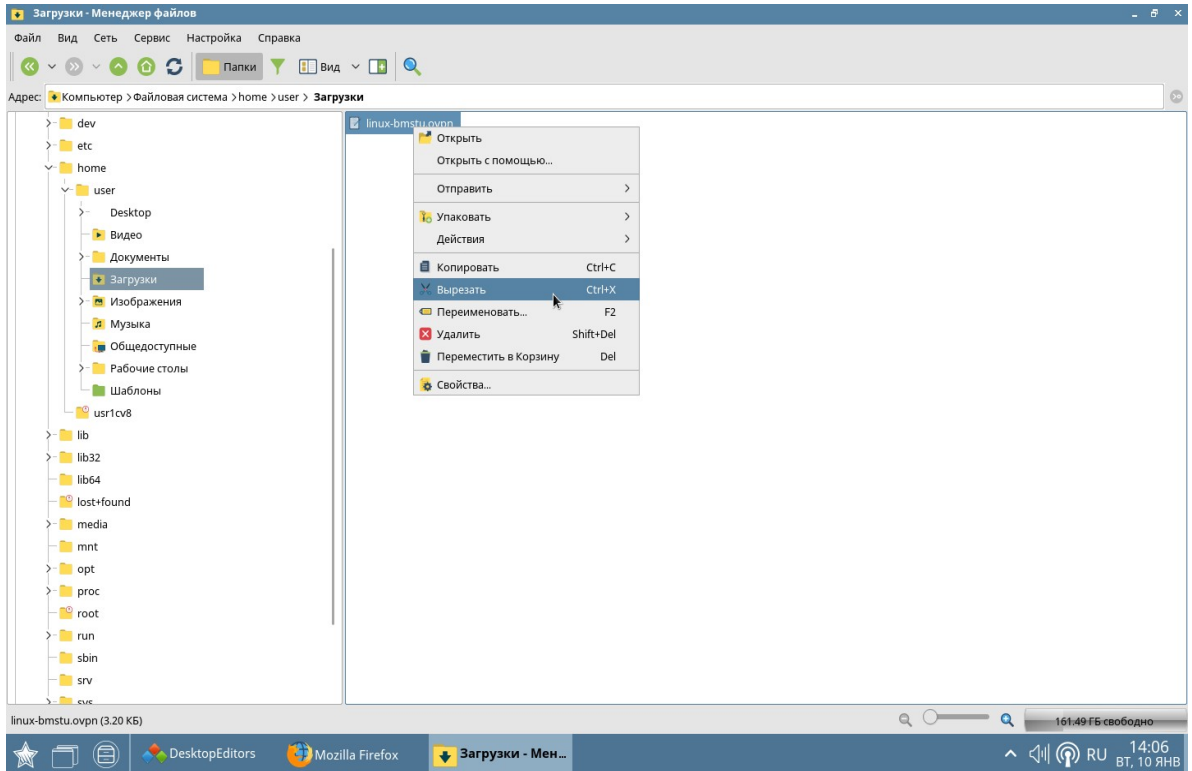 Загрузки - Менеджер файлов
Файл Вид Сеть Сервис Настройка Справка
Папки Вид
Адрес: Компьютер > Файловая система > home > user > Загрузки
dev
etc
home
user
Desktop
Видео
Документы
Загрузки
Изображения
Музыка
Общедоступные
Рабочие столы
Шаблоны
usr1cv8
lib
lib32
lib64
lost+found
media
mnt
opt
proc
root
run
sbin
srv
sys
linux-bmstu.ovpn
Открыть
Открыть с помощью...
Отправить
Упаковать
Действия
Копировать Ctrl+C
Вырезать Ctrl+X
Переименовать... F2
Удалить Shift+Del
Переместить в Корзину Del
Свойства...
linux-bmstu.ovpn (3.20 КБ) 161.49 ГБ свободно
DesktopEditors Mozilla Firefox Загрузки - Мен... RU 14:06
ВТ, 10 ЯНВ